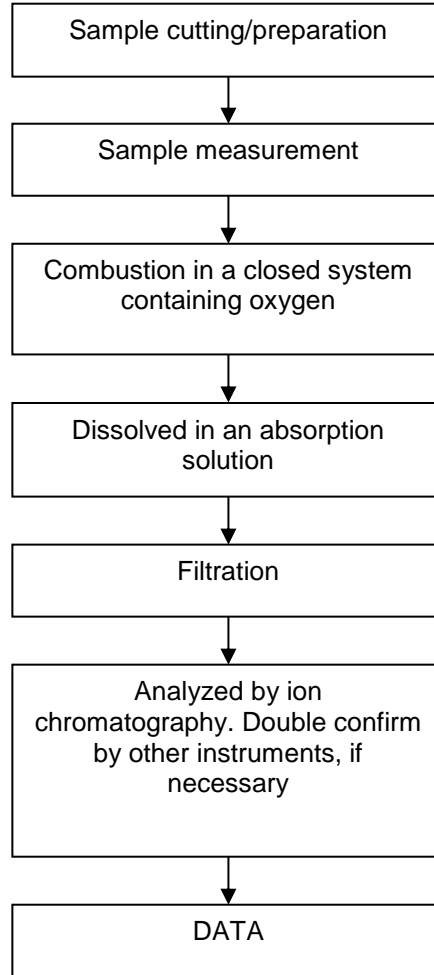 Sample cutting/preparation
Sample measurement
Combustion in a closed system
containing oxygen
Dissolved in an absorption
solution
Filtration
Analyzed by ion
chromatography. Double confirm
by other instruments, if
necessary
DATA